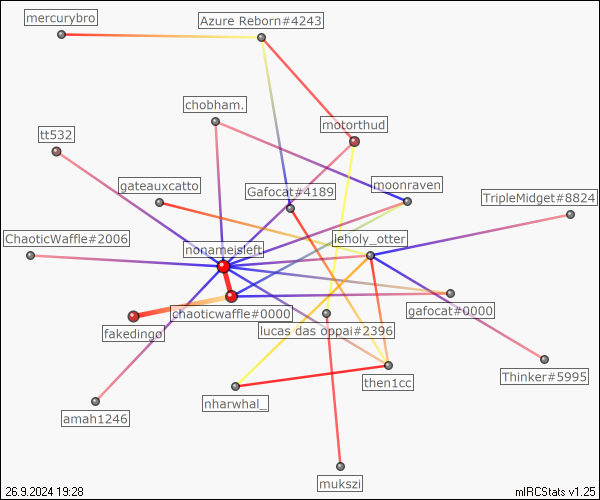 mercurybro
Azure Reborn#4243
chobham.
motorthud
tt532
gateauxcatto
Gafocat#4189
moonraven
TripleMidget#8824
ChaoticWaffle#2006
nonameisleft
leholy_otter
chaoticwaffle#0000
gafocat#0000
fakedingo
lucas das oppai#2396
then1cc
Thinker#5995
nharwhal_
amah1246
mukszi
26.9.2024 19:28
mIRCStats v1.25